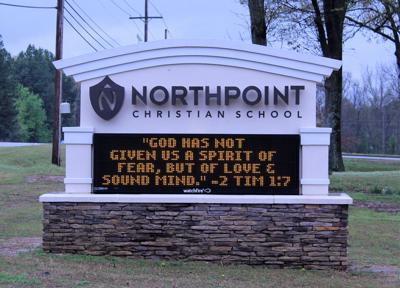 N
NORTHPOINT
CHRISTIAN SCHOOL
"GOD HAS NOT
GIVEN US A SPIRIT OF
FEAR, BUT OF LOVE &
SOUND MIND." -2 TIM 1:7
watchfire